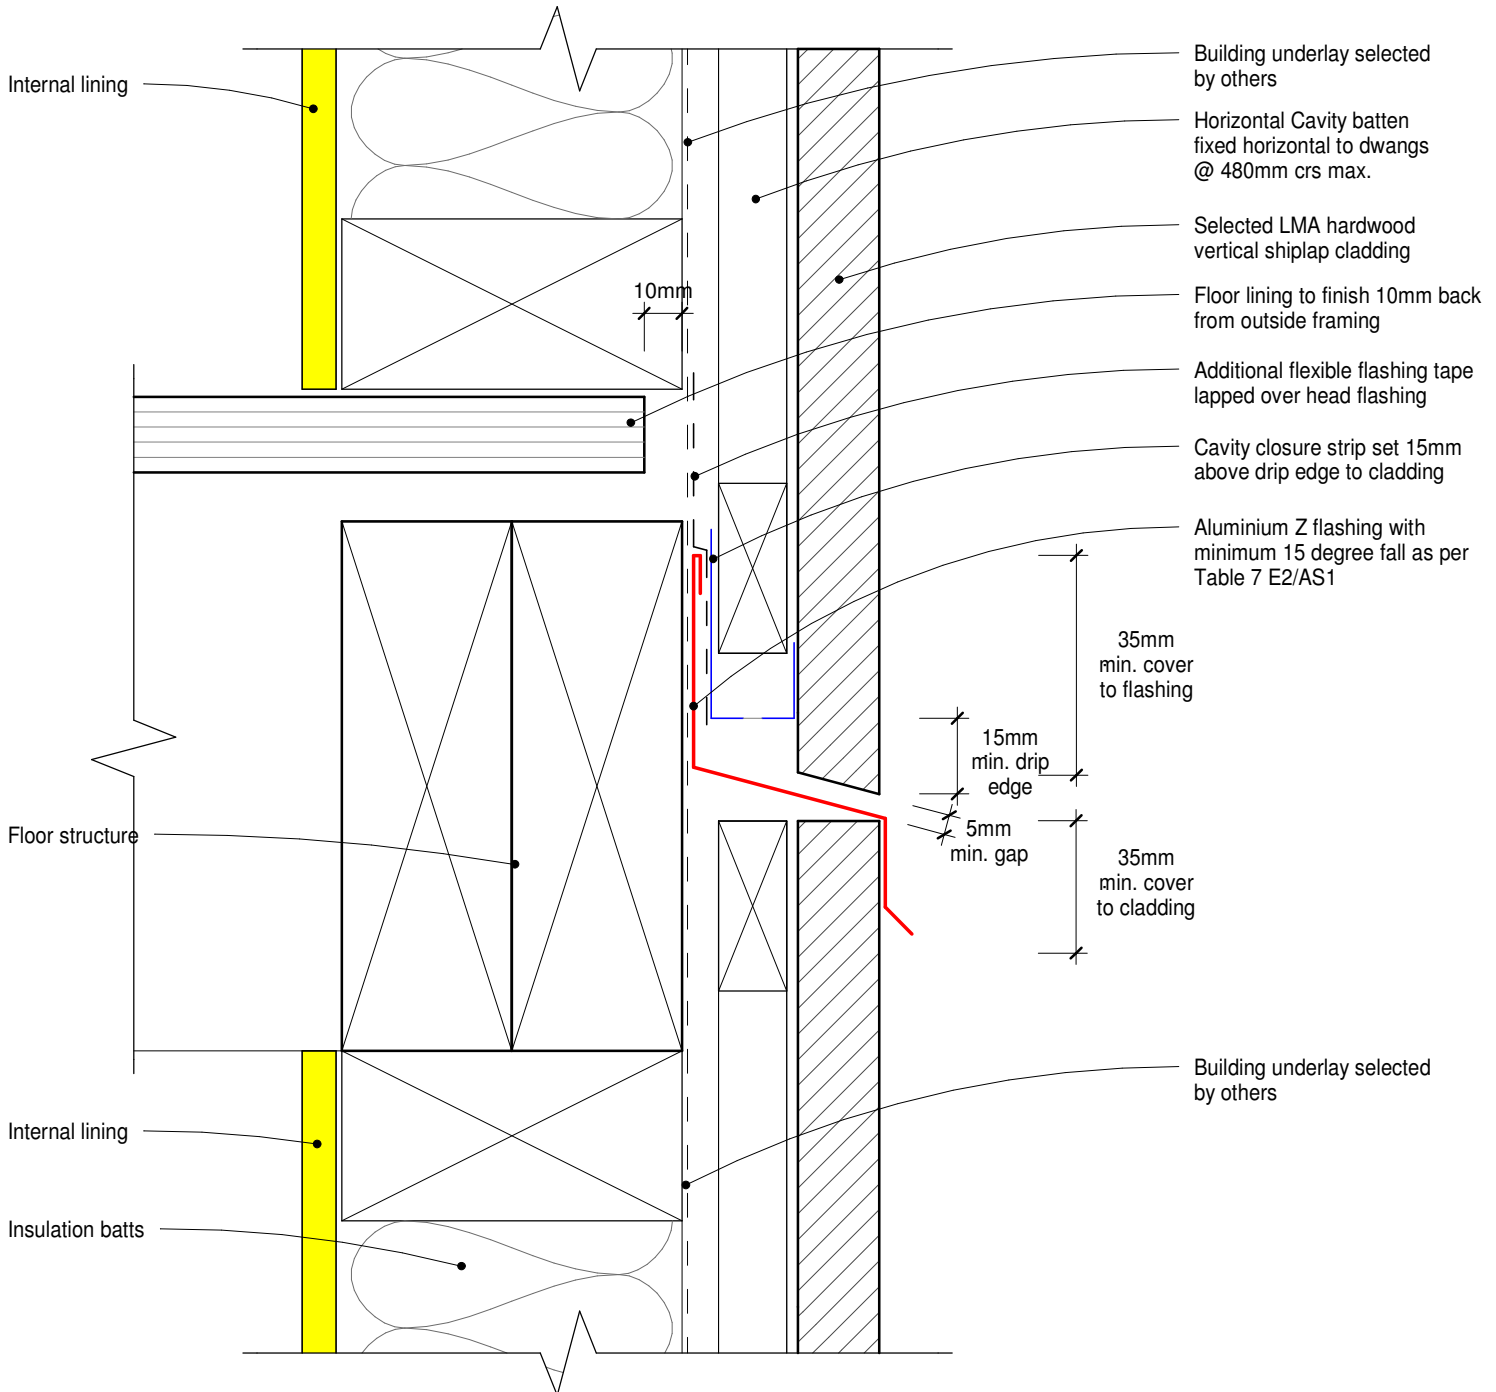 Internal lining
Building underlay selected
by others
Horizontal Cavity batten
fixed horizontal to dwangs
@ 480mm crs max.
Selected LMA hardwood
vertical shiplap cladding
10mm
Floor lining to finish 10mm back
from outside framing
Additional flexible flashing tape
lapped over head flashing
Cavity closure strip set 15mm
above drip edge to cladding
Aluminium Z flashing with
minimum 15 degree fall as per
Table 7 E2/AS1
35mm
min. cover
to flashing
15mm
min. drip
edge
5mm
min. gap
35mm
min. cover
to cladding
Floor structure
Building underlay selected
by others
Internal lining
Insulation batts